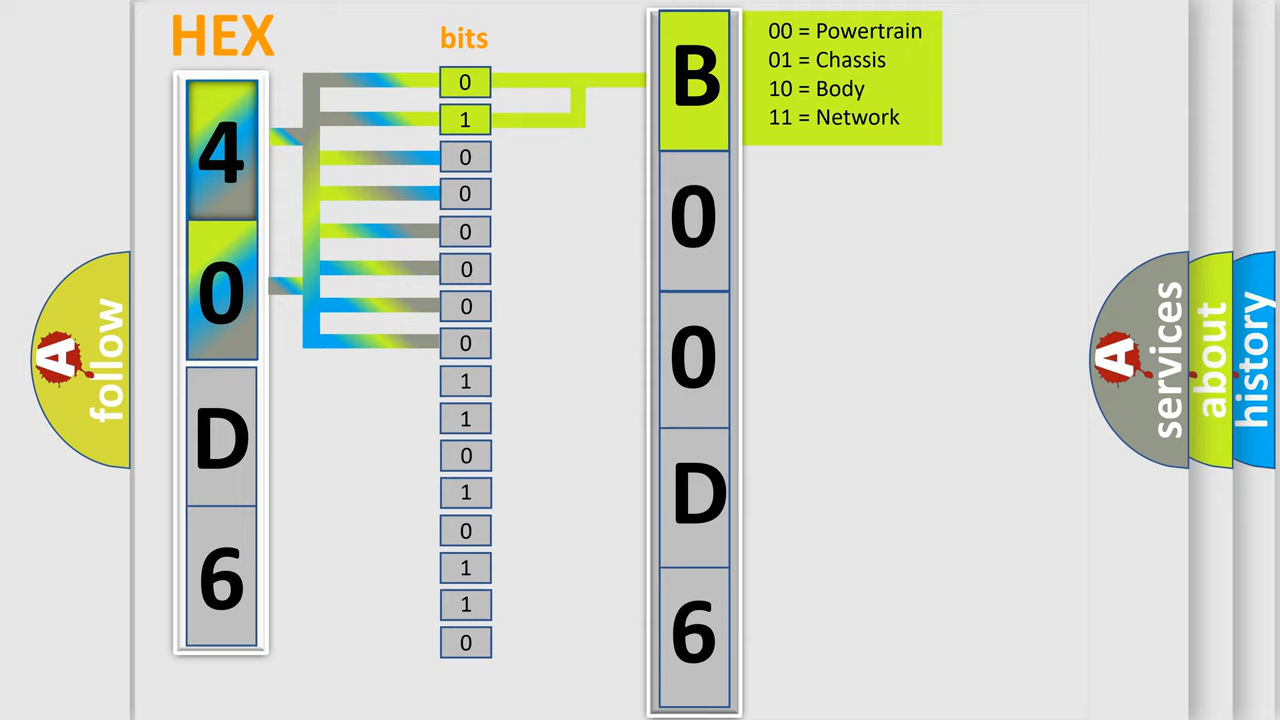 HEX
bits
4
0
D
6
0
1
0
0
0
0
0
0
1
1
0
1
0
1
1
0
B
0
0
D
6
00 = Powertrain
01 = Chassis
10 = Body
11 = Network
A
follow
A
services
about
history